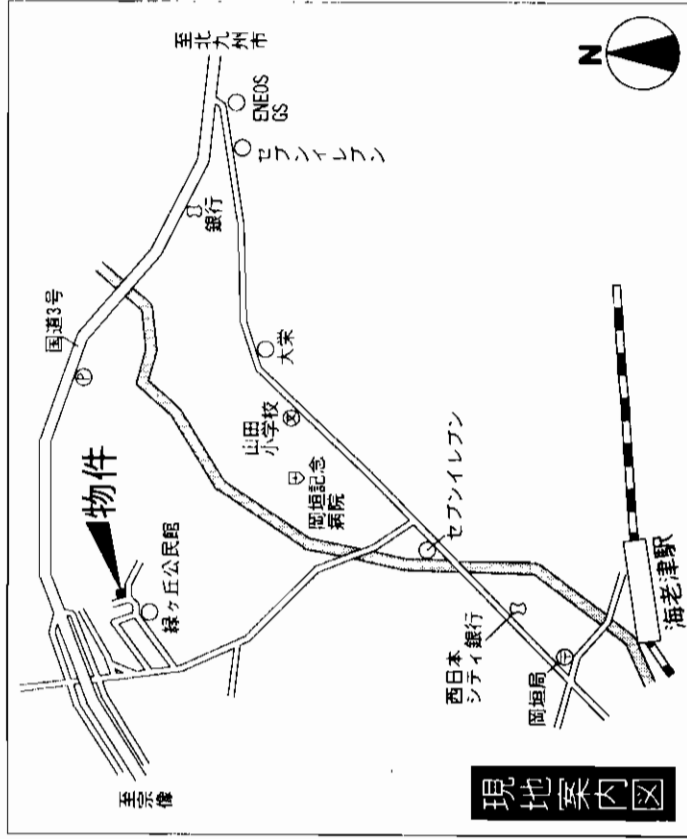 現地案内図
至
宗像
国道3号
P
物件
緑ヶ丘公民館
至北九州市
ENEOS
GS
セブンイレブン
銀行
大栄
山田
小学校
文
岡垣記念
病院
セブンイレブン
西日本
シティ銀行
岡垣局
〒
海老津駅
N